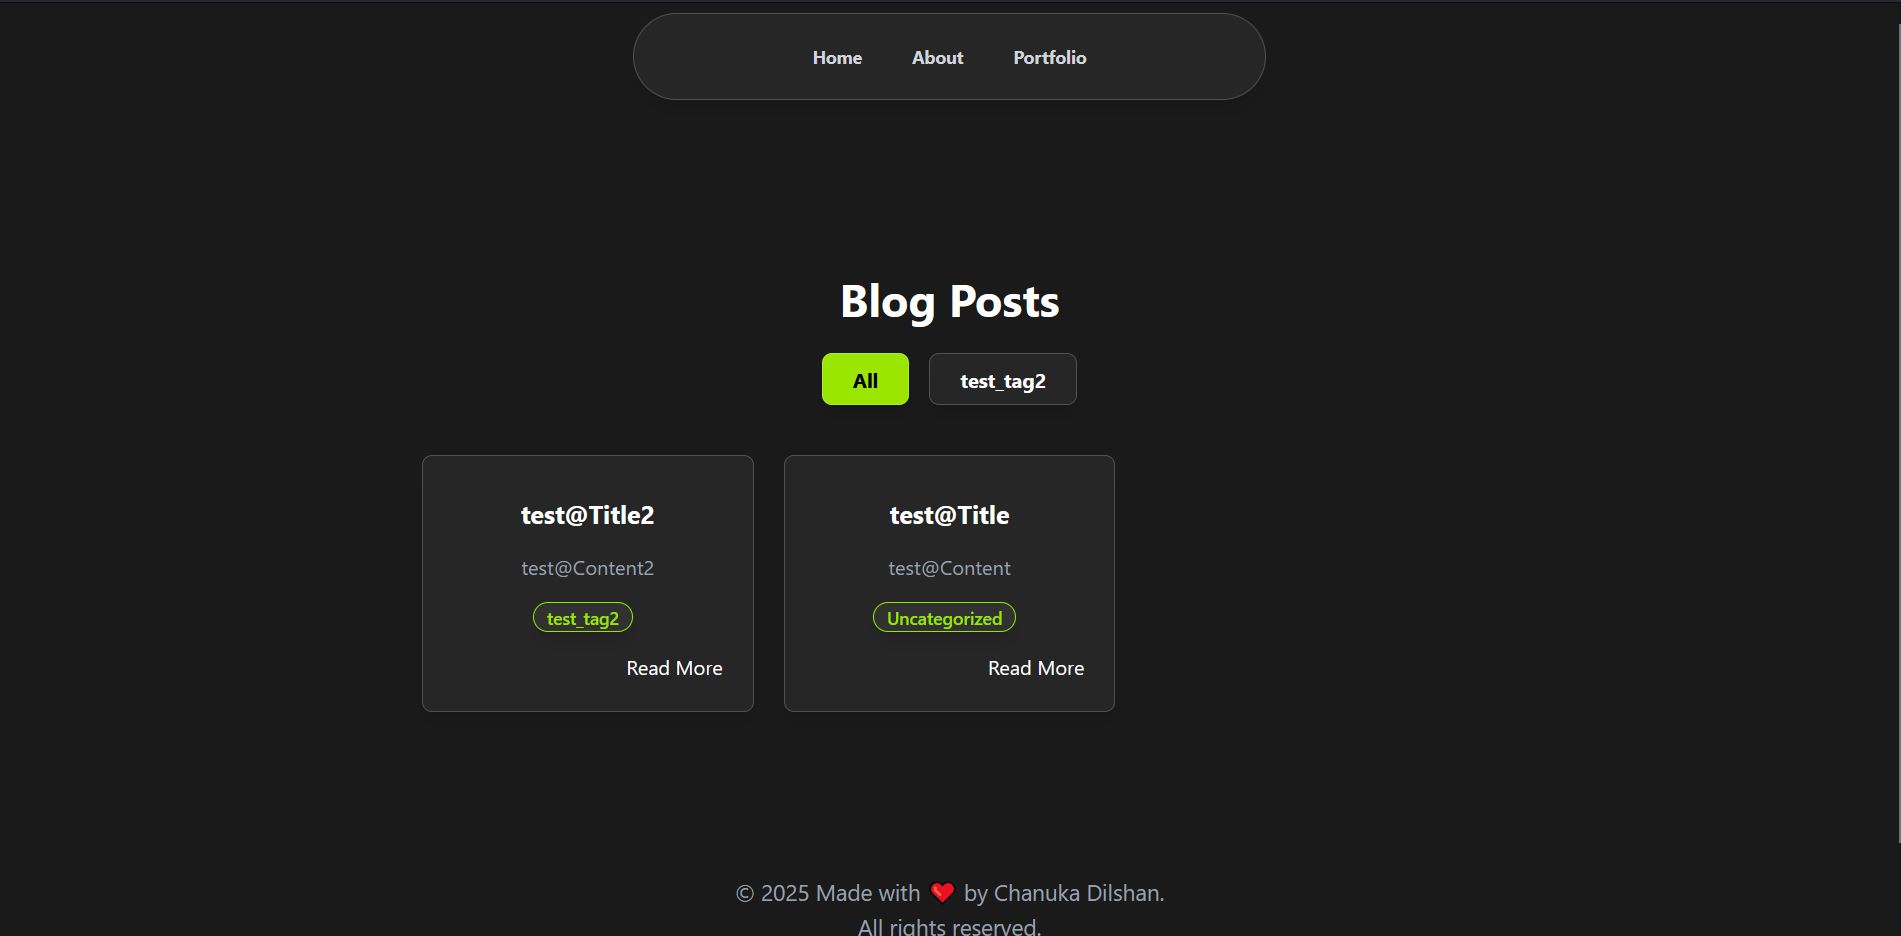 Home About Portfolio
Blog Posts
All test_tag2
test@Title2
test@Content2
test_tag2
Read More
test@Title
test@Content
Uncategorized
Read More
© 2025 Made with ❤️ by Chanuka Dilshan.
All rights reserved.